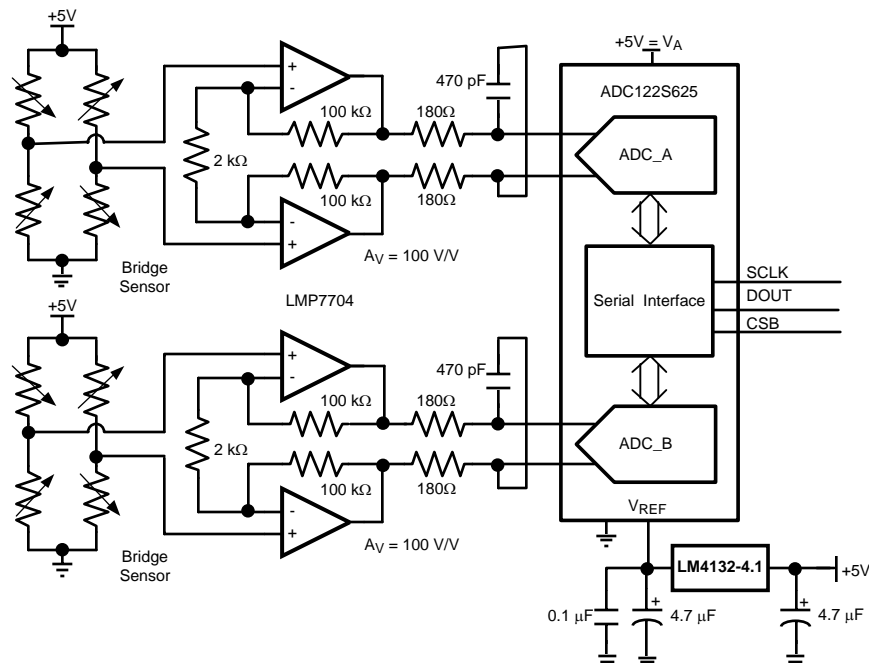 +5V
+5V = V_A
470 pF
ADC122S625
+
-
100 kΩ
180Ω
2 kΩ
ADC_A
100 kΩ
180Ω
-
+
Bridge
Sensor
A_V = 100 V/V
LMP7704
Serial Interface
SCLK
DOUT
CSB
+5V
470 pF
+
-
100 kΩ
180Ω
2 kΩ
ADC_B
100 kΩ
180Ω
-
+
Bridge
Sensor
A_V = 100 V/V
V_REF
LM4132-4.1
+5V
0.1 µF
+
4.7 µF
+
4.7 µF